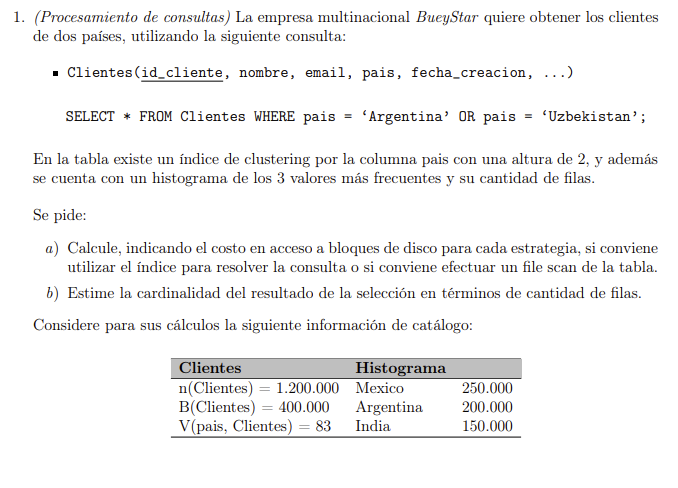 1. (Procesamiento de consultas) La empresa multinacional BueyStar quiere obtener los clientes
de dos países, utilizando la siguiente consulta:
▪ Clientes(id_cliente, nombre, email, pais, fecha_creacion, ...)
SELECT * FROM Clientes WHERE pais = ‘Argentina’ OR pais = ‘Uzbekistan’;
En la tabla existe un índice de clustering por la columna pais con una altura de 2, y además
se cuenta con un histograma de los 3 valores más frecuentes y su cantidad de filas.
Se pide:
a) Calcule, indicando el costo en acceso a bloques de disco para cada estrategia, si conviene
utilizar el índice para resolver la consulta o si conviene efectuar un file scan de la tabla.
b) Estime la cardinalidad del resultado de la selección en términos de cantidad de filas.
Considere para sus cálculos la siguiente información de catálogo:
Clientes Histograma
n(Clientes) = 1.200.000 Mexico 250.000
B(Clientes) = 400.000 Argentina 200.000
V(pais, Clientes) = 83 India 150.000